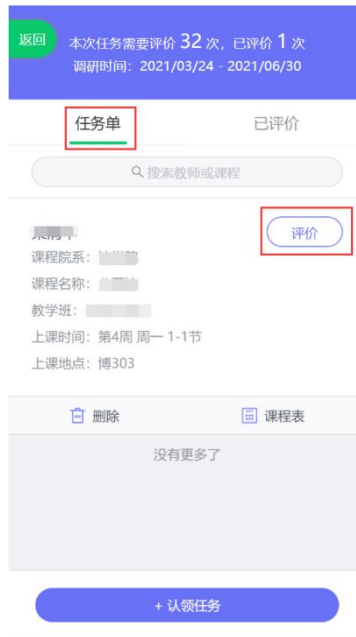 返回
本次任务需要评价 32 次，已评价 1 次
调研时间：2021/03/24 - 2021/06/30
任务单
已评价
搜索教师或课程
评价
课程院系：
课程名称：
教学班：
上课时间：第4周 周一 1-1节
上课地点：博303
删除
课程表
没有更多了
+ 认领任务